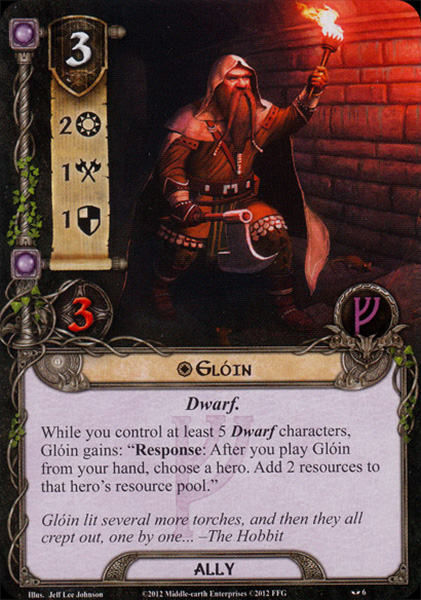 3
2
1
1
3
Glóin
Dwarf.
While you control at least 5 Dwarf characters,
Glóin gains: “Response: After you play Glóin
from your hand, choose a hero. Add 2 resources to
that hero’s resource pool.”
Glóin lit several more torches, and then they all
crept out, one by one... –The Hobbit
ALLY
Illus. Jeff Lee Johnson ©2012 Middle-earth Enterprises ©2012 FFG 6